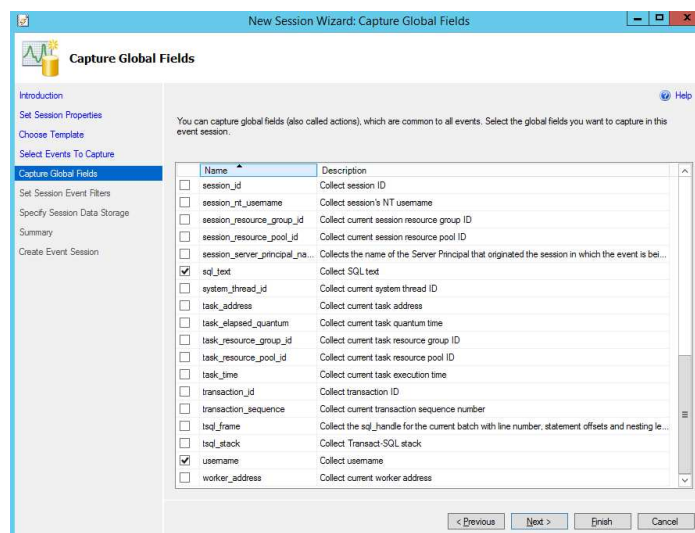 New Session Wizard: Capture Global Fields
Capture Global Fields
Introduction
Set Session Properties
Choose Template
Select Events To Capture
Capture Global Fields
Set Session Event Filters
Specify Session Data Storage
Summary
Create Event Session
Help
You can capture global fields (also called actions), which are common to all events. Select the global fields you want to capture in this
event session.
Name Description
session_id Collect session ID
session_nt_username Collect session's NT username
session_resource_group_id Collect current session resource group ID
session_resource_pool_id Collect current session resource pool ID
session_server_principal_na... Collects the name of the Server Principal that originated the session in which the event is bei...
sql_text Collect SQL text
system_thread_id Collect current system thread ID
task_address Collect current task address
task_elapsed_quantum Collect current task quantum time
task_resource_group_id Collect current task resource group ID
task_resource_pool_id Collect current task resource pool ID
task_time Collect current task execution time
transaction_id Collect transaction ID
transaction_sequence Collect current transaction sequence number
tsql_frame Collect the sql_handle for the current batch with line number, statement offsets and nesting le...
tsql_stack Collect Transact-SQL stack
username Collect username
worker_address Collect current worker address
< Previous Next > Finish Cancel